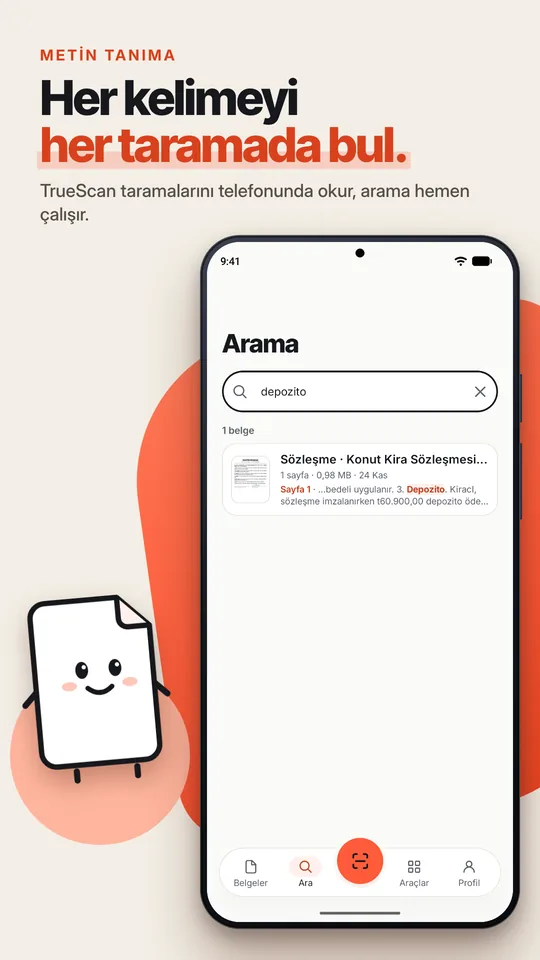 METİN TANIMA
Her kelimeyi
her taramada bul.
TrueScan taramalarını telefonunda okur, arama hemen
çalışır.
9:41
Arama
depozito
1 belge
Sözleşme · Konut Kira Sözleşmesi...
1 sayfa · 0,98 MB · 24 Kas
Sayfa 1 · ...bedeli uygulanır. 3. Depozito. KiracI,
sözleşme imzalanırken t60.900,00 depozito öde...
Belgeler
Ara
Araçlar
Profil